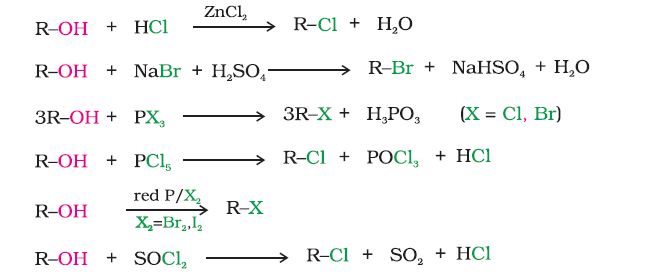 R–OH + HCl ZnCl₂ ⟶ R–Cl + H₂O
R–OH + NaBr + H₂SO₄ ⟶ R–Br + NaHSO₄ + H₂O
3R–OH + PX₃ ⟶ 3R–X + H₃PO₃ (X = Cl, Br)
R–OH + PCl₅ ⟶ R–Cl + POCl₃ + HCl
red P/X₂
R–OH ⟶ R–X
X₂=Br₂,I₂
R–OH + SOCl₂ ⟶ R–Cl + SO₂ + HCl